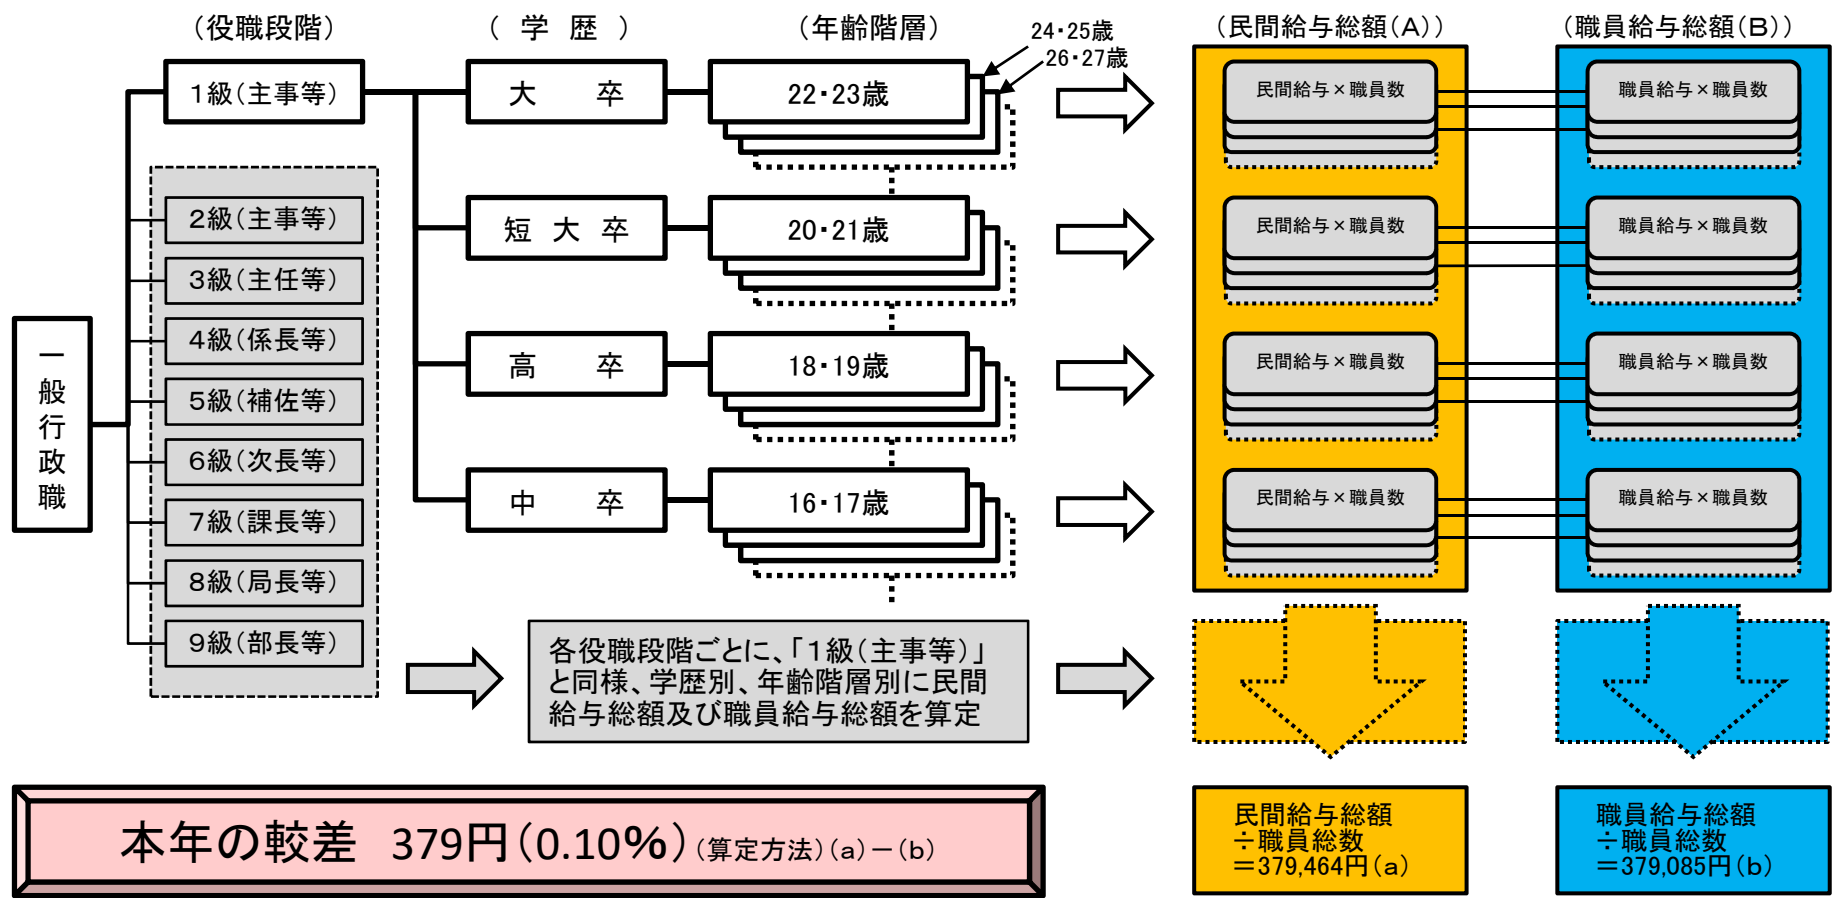 (役職段階)
( 学 歴 )
(年齢階層)
24・25歳
26・27歳
(民間給与総額(A))
(職員給与総額(B))
一般行政職
1級(主事等)
2級(主事等)
3級(主任等)
4級(係長等)
5級(補佐等)
6級(次長等)
7級(課長等)
8級(局長等)
9級(部長等)
大 卒
22・23歳
民間給与×職員数
職員給与×職員数
短 大 卒
20・21歳
民間給与×職員数
職員給与×職員数
高 卒
18・19歳
民間給与×職員数
職員給与×職員数
中 卒
16・17歳
民間給与×職員数
職員給与×職員数
各役職段階ごとに、「1級(主事等)」
と同様、学歴別、年齢階層別に民間
給与総額及び職員給与総額を算定
本年の較差 379円(0.10%)(算定方法)(a)-(b)
民間給与総額
÷職員総数
=379,464円(a)
職員給与総額
÷職員総数
=379,085円(b)